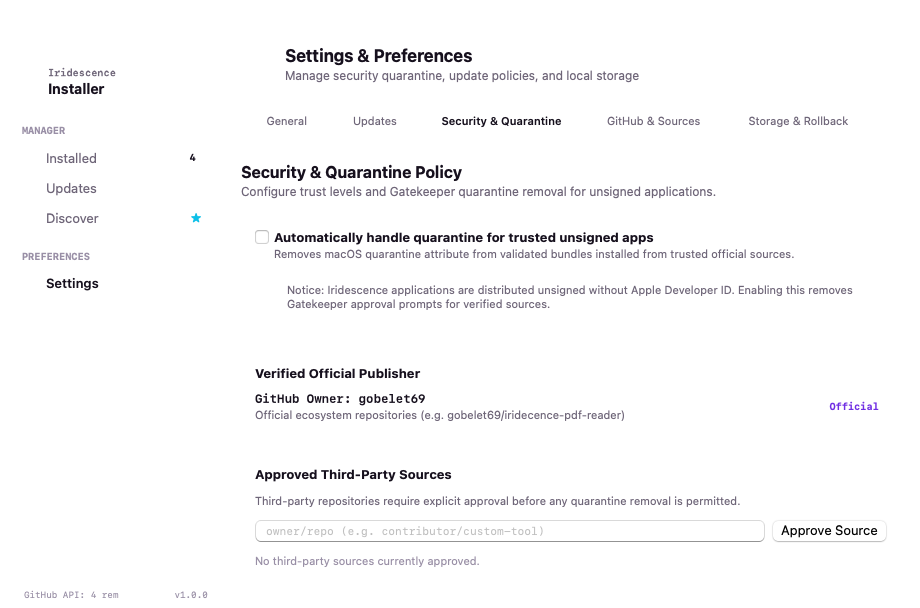 Iridescence
Installer
MANAGER
Installed 4
Updates
Discover
PREFERENCES
Settings
GitHub API: 4 rem v1.0.0
Settings & Preferences
Manage security quarantine, update policies, and local storage
General Updates Security & Quarantine GitHub & Sources Storage & Rollback
Security & Quarantine Policy
Configure trust levels and Gatekeeper quarantine removal for unsigned applications.
Automatically handle quarantine for trusted unsigned apps
Removes macOS quarantine attribute from validated bundles installed from trusted official sources.
Notice: Iridescence applications are distributed unsigned without Apple Developer ID. Enabling this removes
Gatekeeper approval prompts for verified sources.
Verified Official Publisher
GitHub Owner: gobelet69
Official ecosystem repositories (e.g. gobelet69/iridecence-pdf-reader)
Official
Approved Third-Party Sources
Third-party repositories require explicit approval before any quarantine removal is permitted.
owner/repo (e.g. contributor/custom-tool) Approve Source
No third-party sources currently approved.